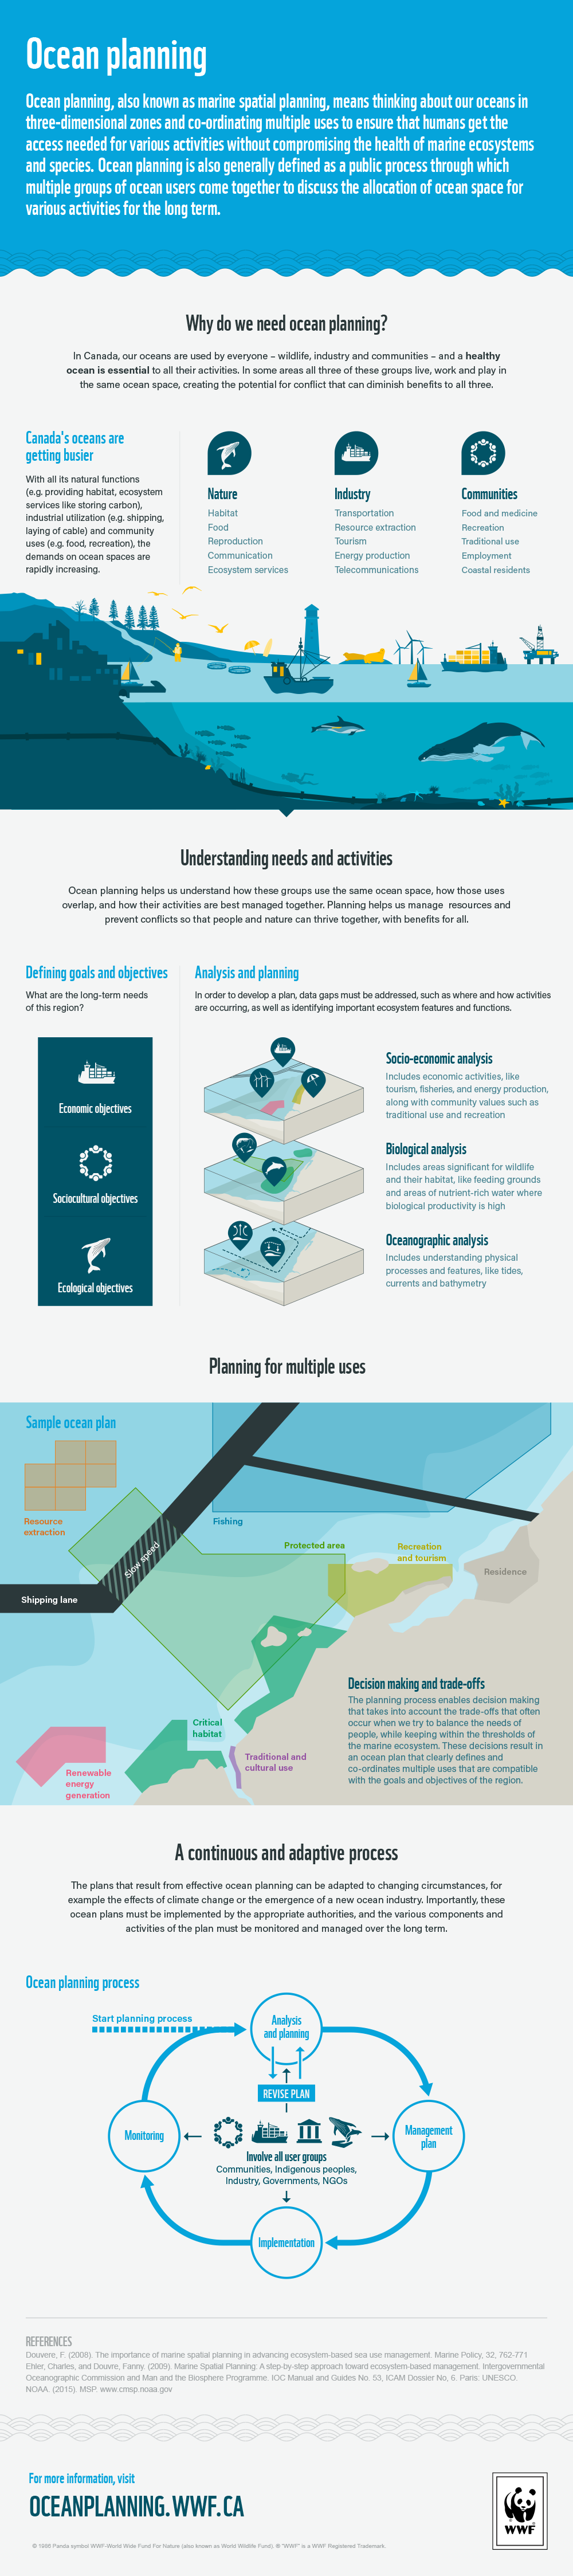 Ocean planning
Ocean planning, also known as marine spatial planning, means thinking about our oceans in
three-dimensional zones and co-ordinating multiple uses to ensure that humans get the
access needed for various activities without compromising the health of marine ecosystems
and species. Ocean planning is also generally defined as a public process through which
multiple groups of ocean users come together to discuss the allocation of ocean space for
various activities for the long term.
Why do we need ocean planning?
In Canada, our oceans are used by everyone – wildlife, industry and communities – and a healthy
ocean is essential to all their activities. In some areas all three of these groups live, work and play in
the same ocean space, creating the potential for conflict that can diminish benefits to all three.
Canada's oceans are
getting busier
With all its natural functions
(e.g. providing habitat, ecosystem
services like storing carbon),
industrial utilization (e.g. shipping,
laying of cable) and community
uses (e.g. food, recreation), the
demands on ocean spaces are
rapidly increasing.
Nature
Habitat
Food
Reproduction
Communication
Ecosystem services
Industry
Transportation
Resource extraction
Tourism
Energy production
Telecommunications
Communities
Food and medicine
Recreation
Traditional use
Employment
Coastal residents
Understanding needs and activities
Ocean planning helps us understand how these groups use the same ocean space, how those uses
overlap, and how their activities are best managed together. Planning helps us manage resources and
prevent conflicts so that people and nature can thrive together, with benefits for all.
Defining goals and objectives
What are the long-term needs
of this region?
Economic objectives
Sociocultural objectives
Ecological objectives
Analysis and planning
In order to develop a plan, data gaps must be addressed, such as where and how activities
are occurring, as well as identifying important ecosystem features and functions.
Socio-economic analysis
Includes economic activities, like
tourism, fisheries, and energy production,
along with community values such as
traditional use and recreation
Biological analysis
Includes areas significant for wildlife
and their habitat, like feeding grounds
and areas of nutrient-rich water where
biological productivity is high
Oceanographic analysis
Includes understanding physical
processes and features, like tides,
currents and bathymetry
Planning for multiple uses
Sample ocean plan
Resource
extraction
Fishing
Slow speed
Protected area
Recreation
and tourism
Residence
Shipping lane
Critical
habitat
Traditional and
cultural use
Renewable
energy
generation
Decision making and trade-offs
The planning process enables decision making
that takes into account the trade-offs that often
occur when we try to balance the needs of
people, while keeping within the thresholds of
the marine ecosystem. These decisions result in
an ocean plan that clearly defines and
co-ordinates multiple uses that are compatible
with the goals and objectives of the region.
A continuous and adaptive process
The plans that result from effective ocean planning can be adapted to changing circumstances, for
example the effects of climate change or the emergence of a new ocean industry. Importantly, these
ocean plans must be implemented by the appropriate authorities, and the various components and
activities of the plan must be monitored and managed over the long term.
Ocean planning process
Start planning process
Analysis
and planning
REVISE PLAN
Monitoring
Management
plan
Involve all user groups
Communities, Indigenous peoples,
Industry, Governments, NGOs
Implementation
REFERENCES
Douvere, F. (2008). The importance of marine spatial planning in advancing ecosystem-based sea use management. Marine Policy, 32, 762-771
Ehler, Charles, and Douvre, Fanny. (2009). Marine Spatial Planning: A step-by-step approach toward ecosystem-based management. Intergovernmental
Oceanographic Commission and Man and the Biosphere Programme. IOC Manual and Guides No. 53, ICAM Dossier No, 6. Paris: UNESCO.
NOAA. (2015). MSP. www.cmsp.noaa.gov
For more information, visit
OCEANPLANNING.WWF.CA
WWF
© 1986 Panda symbol WWF-World Wide Fund For Nature (also known as World Wildlife Fund). ® "WWF" is a WWF Registered Trademark.